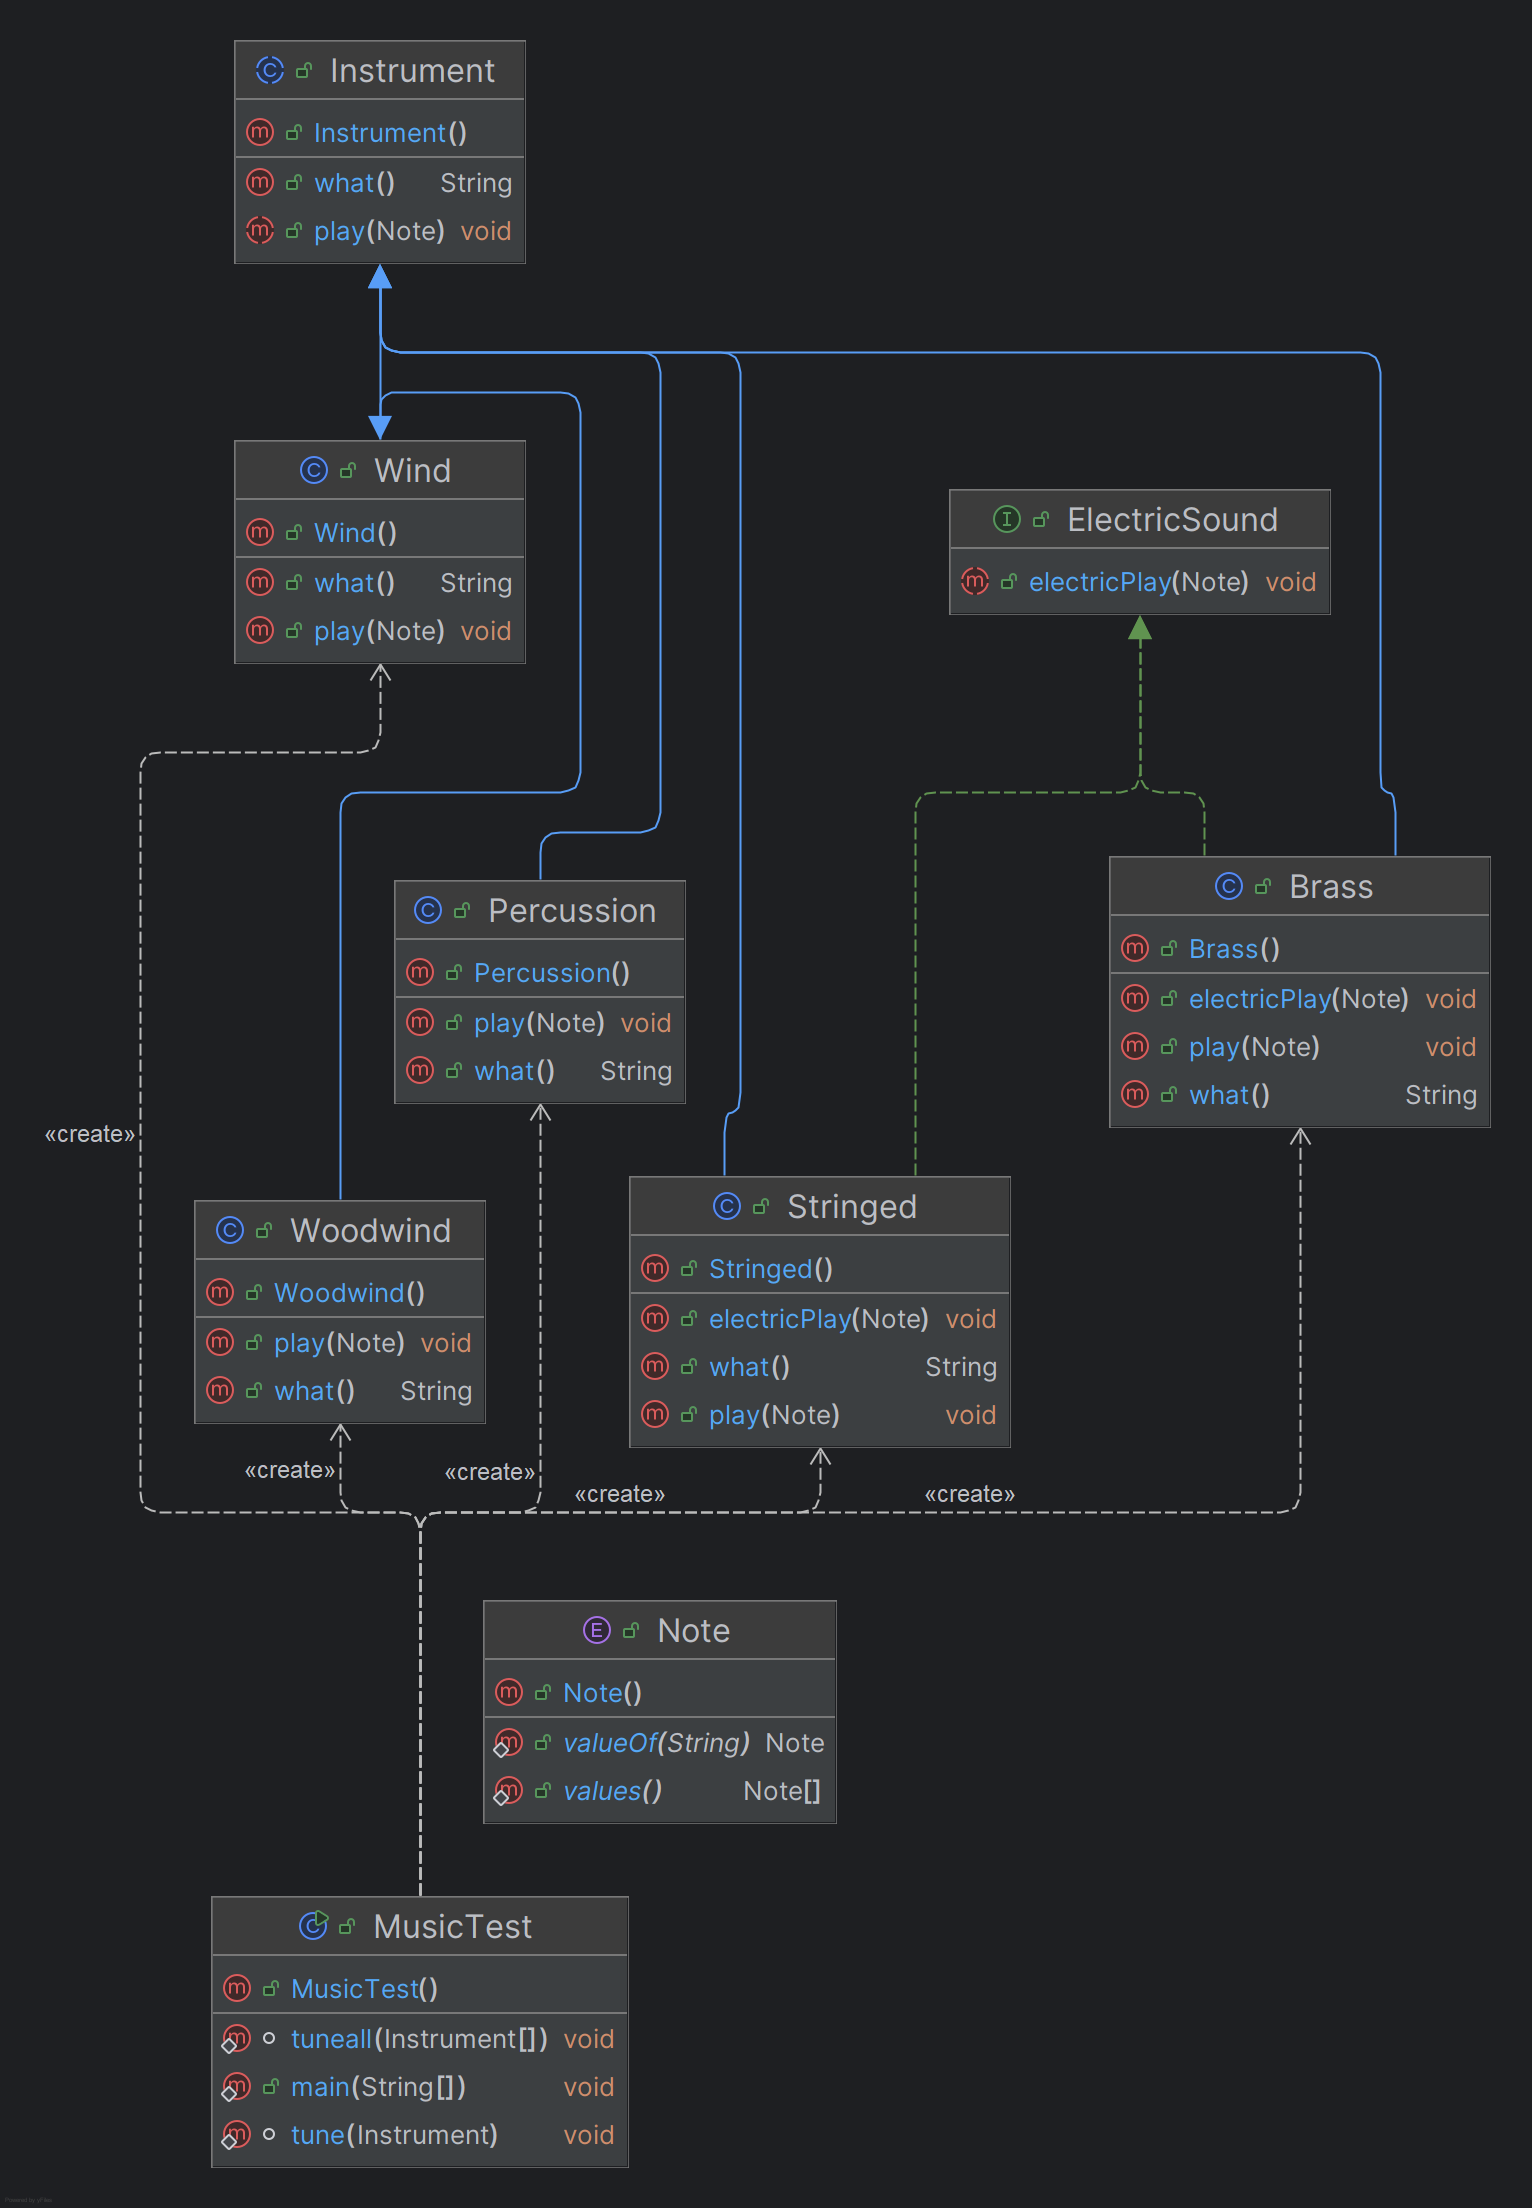 Instrument
Instrument()
what() String
play(Note) void
Wind
Wind()
what() String
play(Note) void
ElectricSound
electricPlay(Note) void
Percussion
Percussion()
play(Note) void
what() String
Brass
Brass()
electricPlay(Note) void
play(Note) void
what() String
«create»
Woodwind
Woodwind()
play(Note) void
what() String
Stringed
Stringed()
electricPlay(Note) void
what() String
play(Note) void
«create»
«create»
«create»
«create»
Note
Note()
valueOf(String) Note
values() Note[]
MusicTest
MusicTest()
tuneall(Instrument[]) void
main(String[]) void
tune(Instrument) void
Powered by yFiles